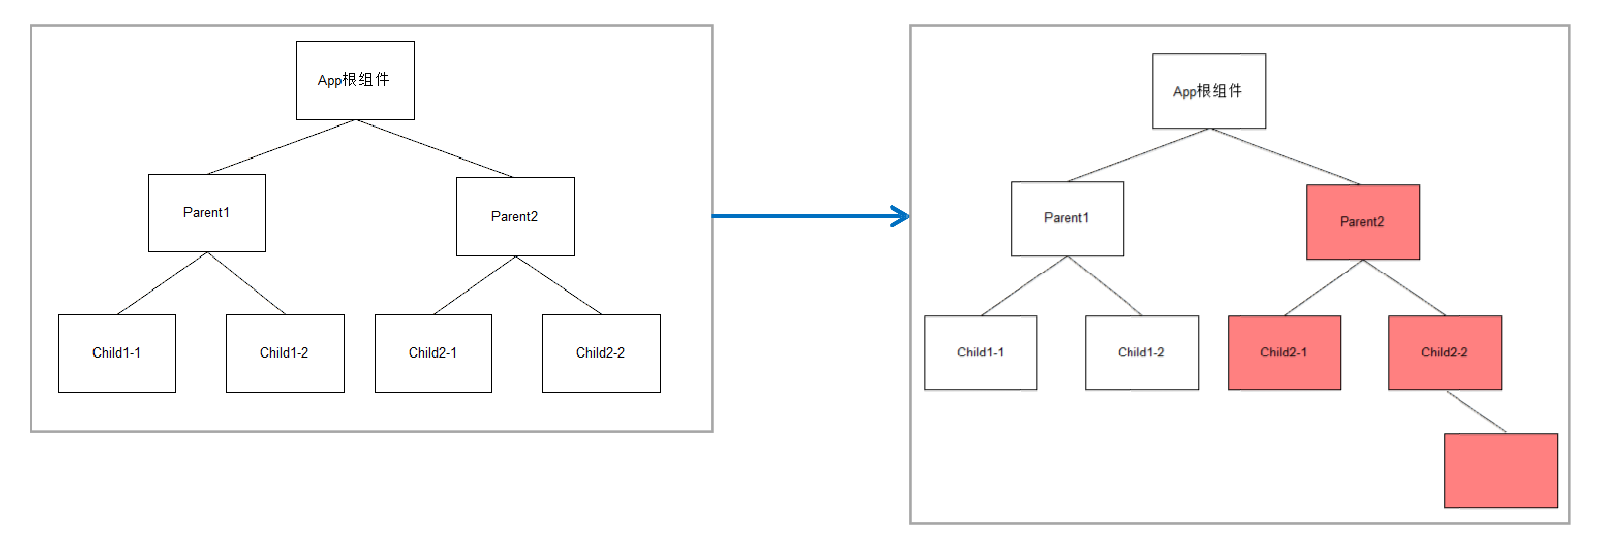 App根组件
Parent1
Parent2
Child1-1
Child1-2
Child2-1
Child2-2
App根组件
Parent1
Parent2
Child1-1
Child1-2
Child2-1
Child2-2